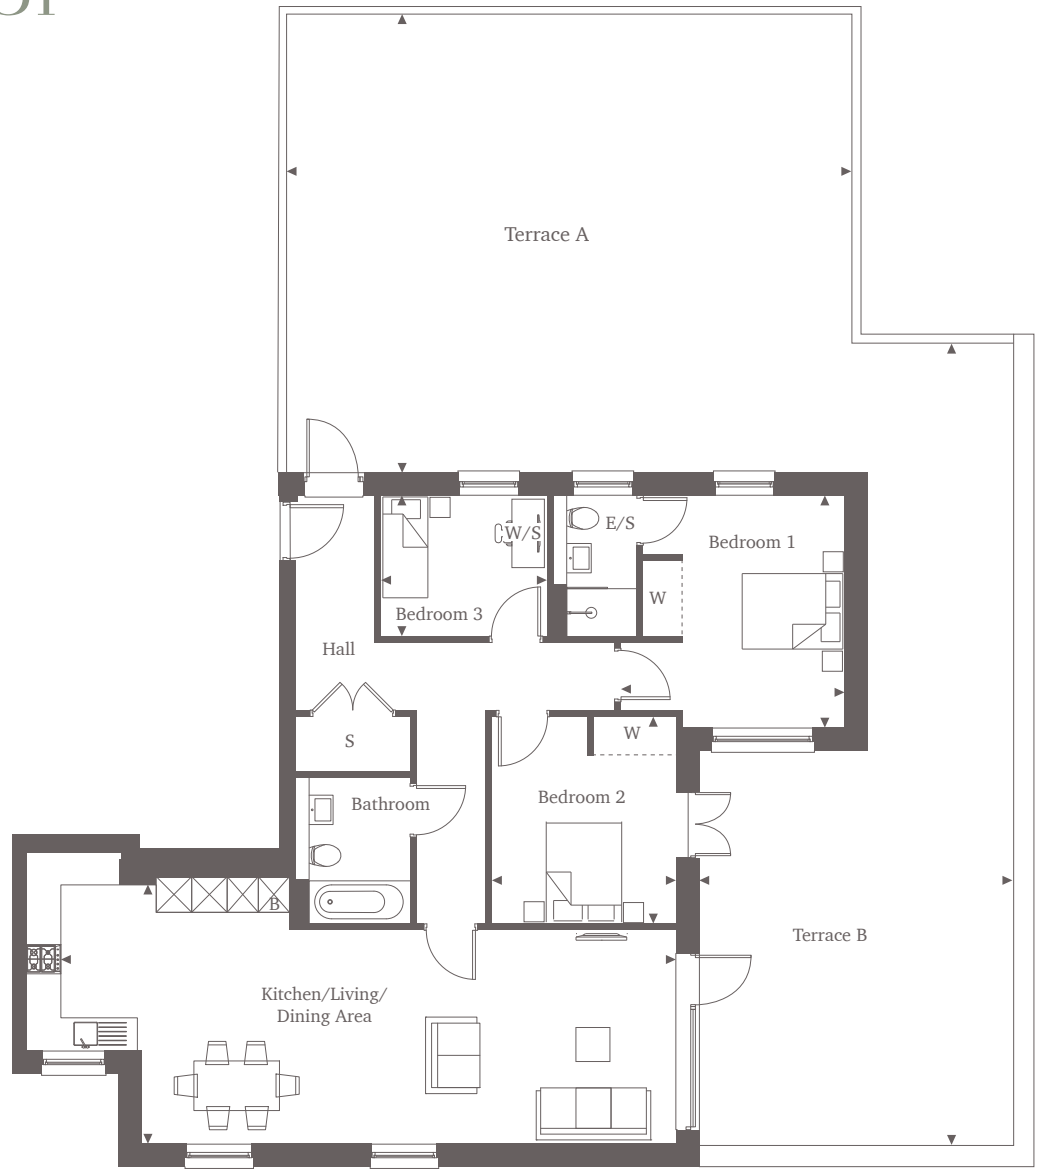 Terrace A
E/S
W/S
Bedroom 1
W
Bedroom 3
Hall
W
S
Bedroom 2
Bathroom
B
Terrace B
Kitchen/Living/
Dining Area